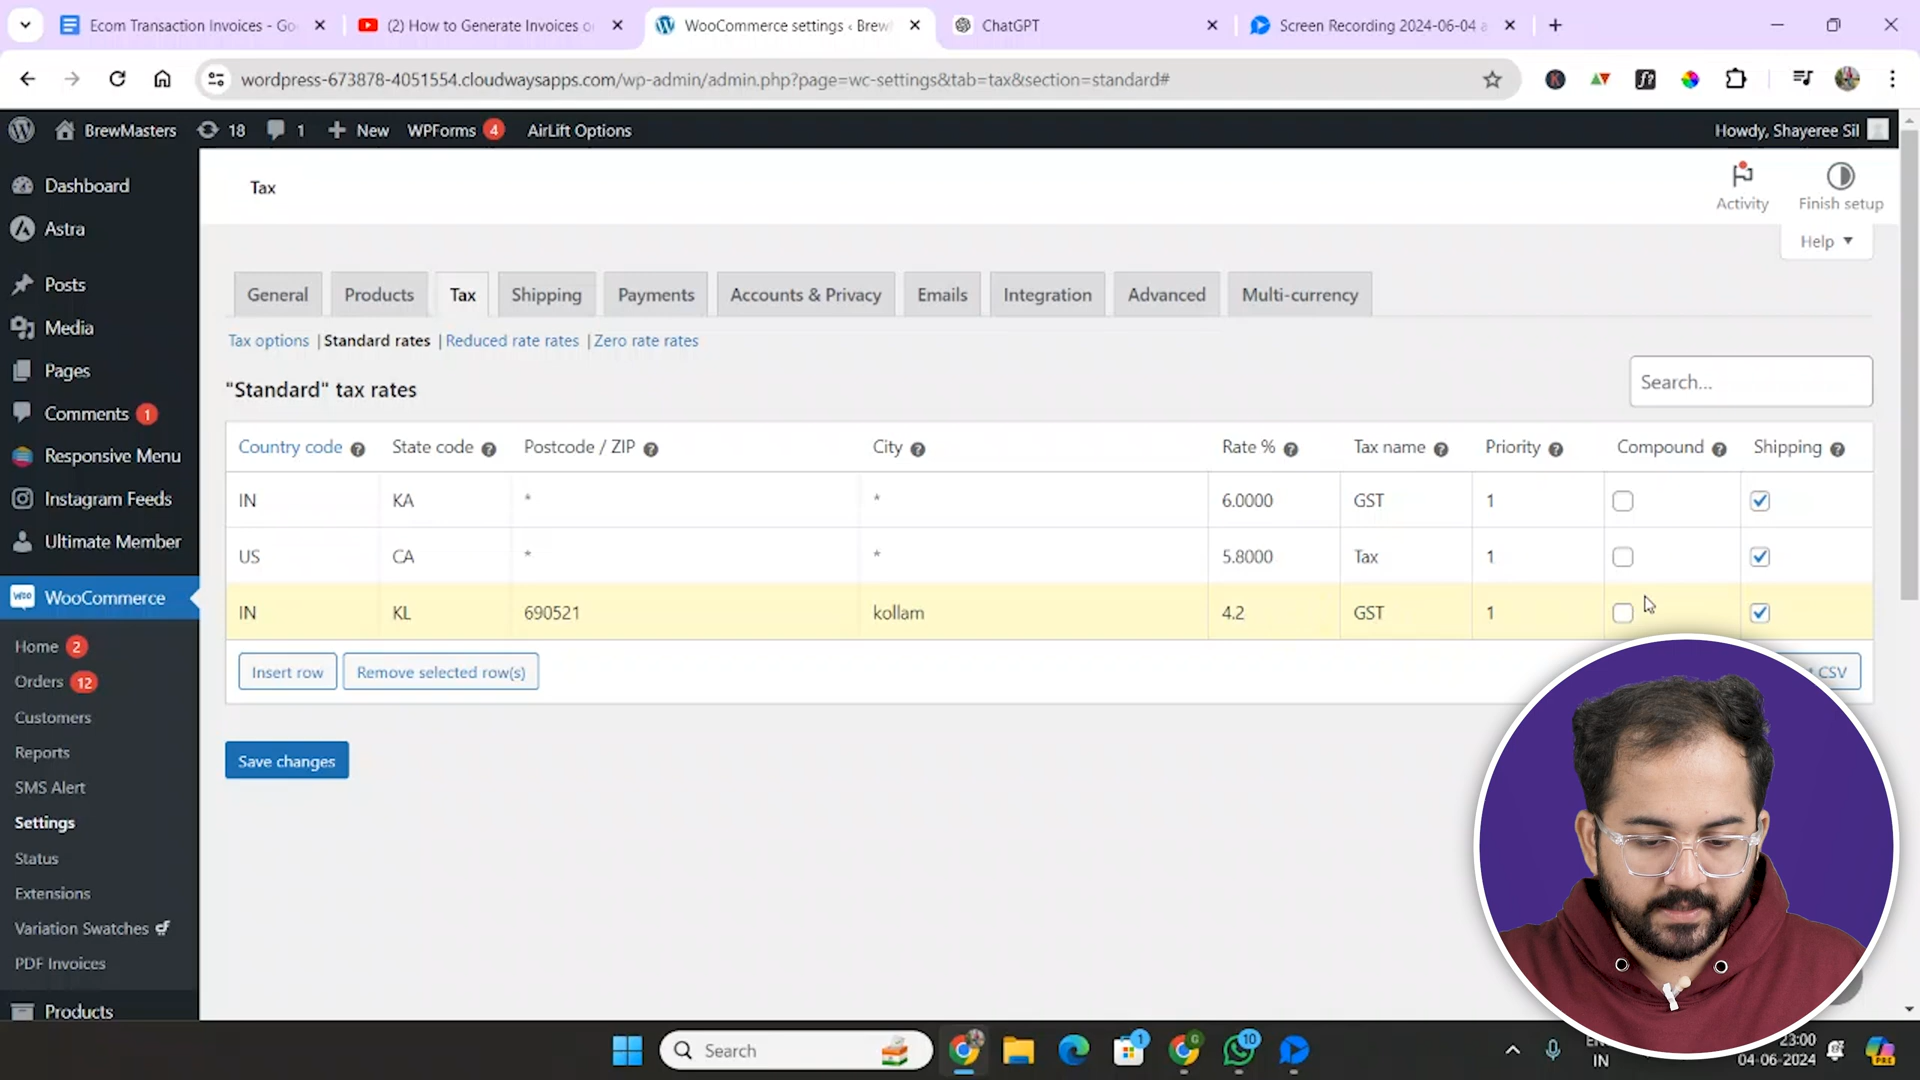 Ecom Transaction Invoices - Go
(2) How to Generate Invoices o
WooCommerce settings ‹ Brew
ChatGPT
Screen Recording 2024-06-04 a
wordpress-673878-4051554.cloudwaysapps.com/wp-admin/admin.php?page=wc-settings&tab=tax&section=standard#
BrewMasters 18 1 New WPForms 4 AirLift Options Howdy, Shayeree Sil
Dashboard
Astra
Posts
Media
Pages
Comments 1
Responsive Menu
Instagram Feeds
Ultimate Member
WooCommerce
Home 2
Orders 12
Customers
Reports
SMS Alert
Settings
Status
Extensions
Variation Swatches
PDF Invoices
Products
Tax
Activity
Finish setup
Help
General Products Tax Shipping Payments Accounts & Privacy Emails Integration Advanced Multi-currency
Tax options | Standard rates | Reduced rate rates | Zero rate rates
"Standard" tax rates
Search...
Country code State code Postcode / ZIP City Rate % Tax name Priority Compound Shipping
IN KA * * 6.0000 GST 1
US CA * * 5.8000 Tax 1
IN KL 690521 kollam 4.2 GST 1
Insert row Remove selected row(s) CSV
Save changes
Search
1
10
IN
23:00
04-06-2024